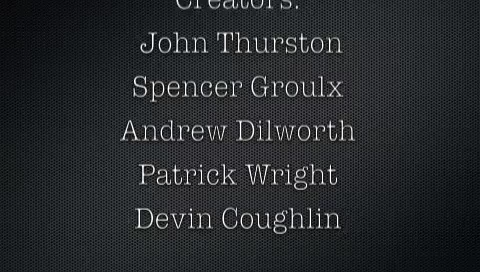 Creators:
John Thurston
Spencer Groulx
Andrew Dilworth
Patrick Wright
Devin Coughlin